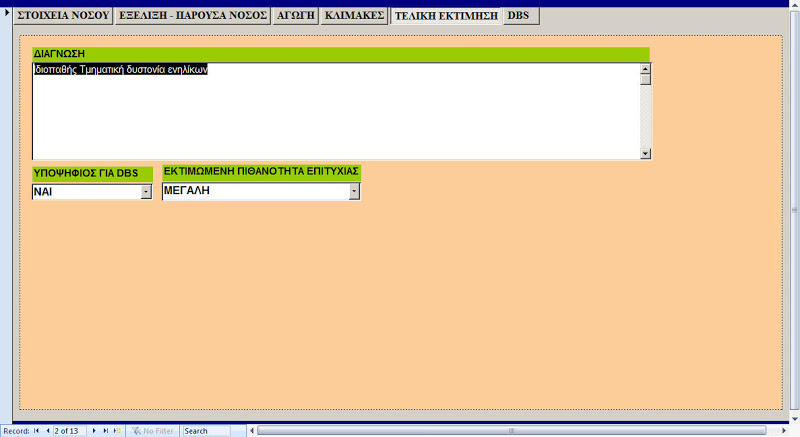 ΣΤΟΙΧΕΙΑ ΝΟΣΟΥ ΕΞΕΛΙΞΗ - ΠΑΡΟΥΣΑ ΝΟΣΟΣ ΑΓΩΓΗ ΚΛΙΜΑΚΕΣ ΤΕΛΙΚΗ ΕΚΤΙΜΗΣΗ DBS
ΔΙΑΓΝΩΣΗ
Ιδιοπαθής Τμηματική δυστονία ενηλίκων
ΥΠΟΨΗΦΙΟΣ ΓΙΑ DBS ΕΚΤΙΜΩΜΕΝΗ ΠΙΘΑΝΟΤΗΤΑ ΕΠΙΤΥΧΙΑΣ
ΝΑΙ ΜΕΓΑΛΗ
Record: 2 of 13 No Filter Search